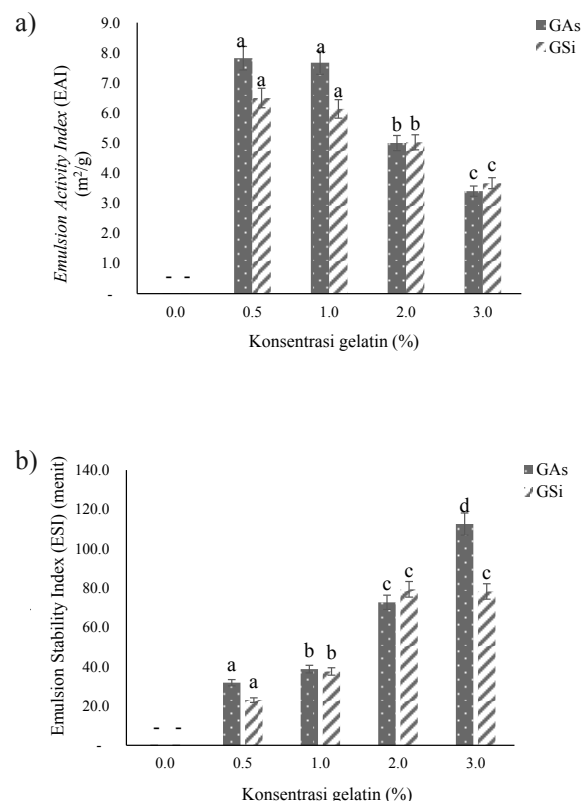 a)
9.0
8.0
7.0
6.0
5.0
4.0
3.0
2.0
1.0
-
Emulsion Activity Index (EAI)
(m²/g)
GAs
GSi
a
a
a
a
b
b
c
c
-
-
0.0
0.5
1.0
2.0
3.0
Konsentrasi gelatin (%)
b)
140.0
120.0
100.0
80.0
60.0
40.0
20.0
-
Emulsion Stability Index (ESI) (menit)
GAs
GSi
a
a
b
b
c
c
d
c
-
-
0.0
0.5
1.0
2.0
3.0
Konsentrasi gelatin (%)